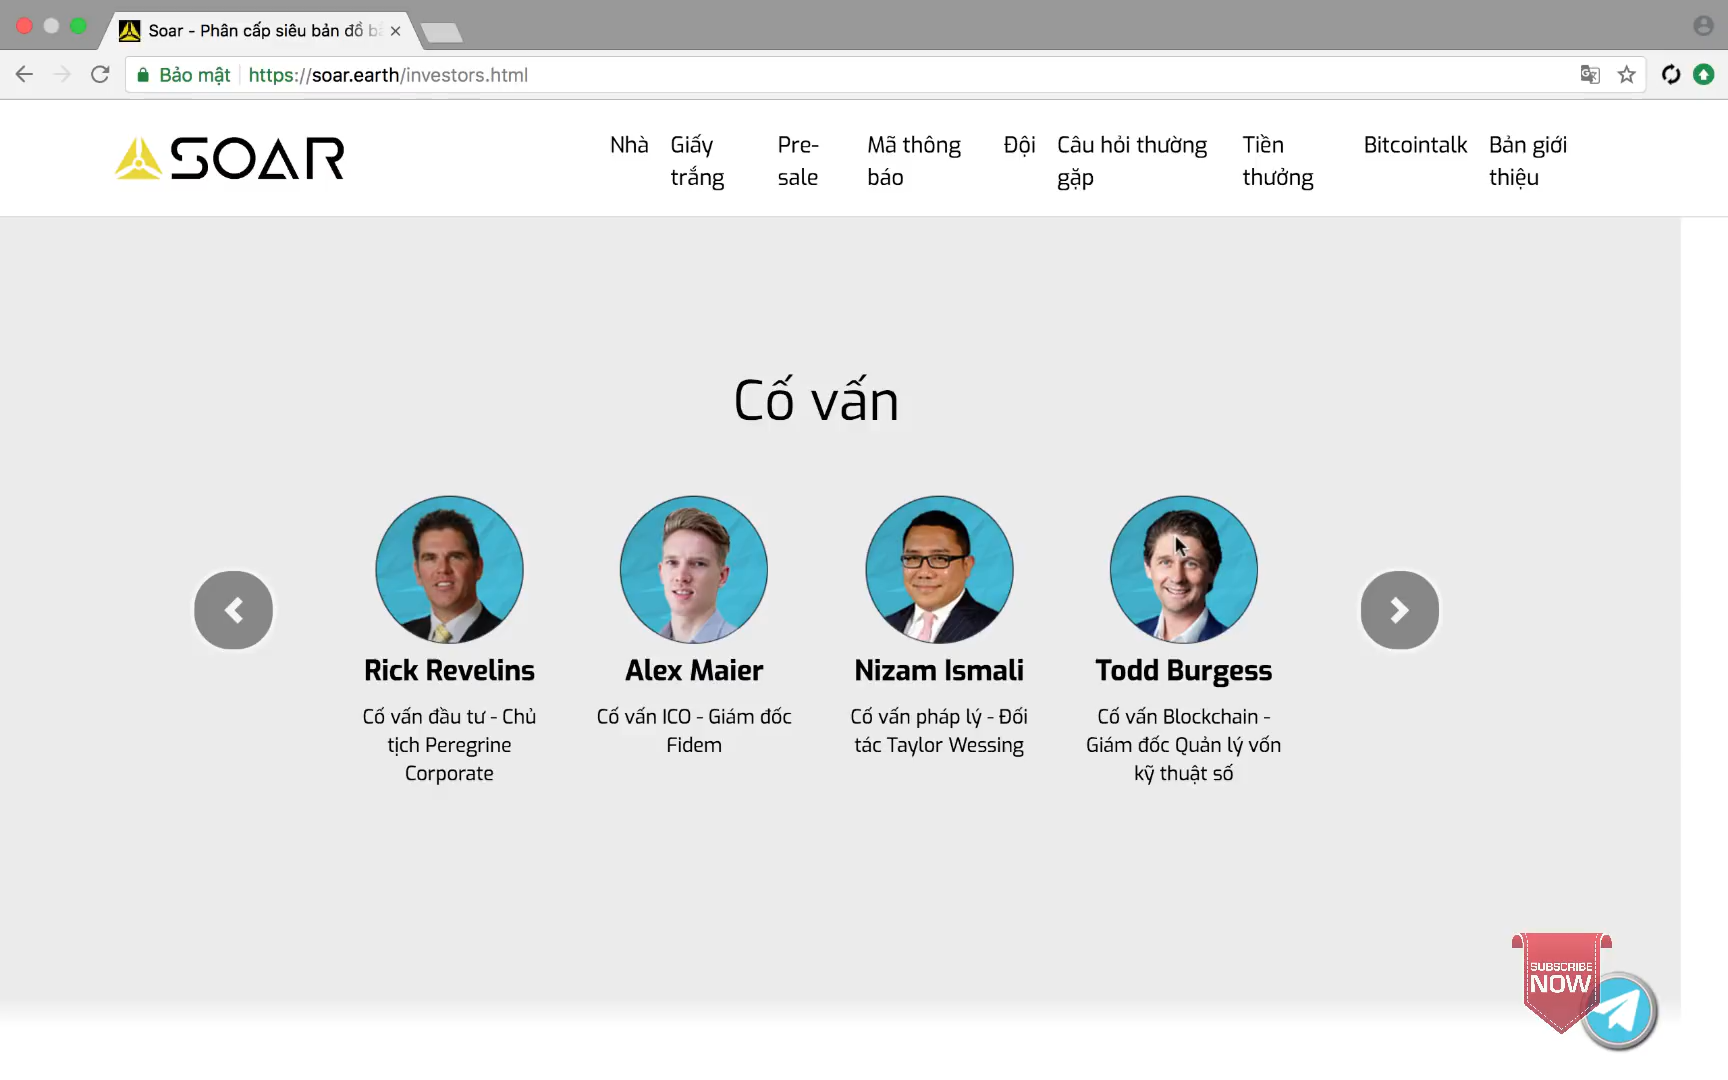 Soar - Phân cấp siêu bản đồ bằ
Bảo mật https://soar.earth/investors.html
SOAR
Nhà
Giấy
trắng
Pre-
sale
Mã thông
báo
Đội
Câu hỏi thường
gặp
Tiền
thưởng
Bitcointalk
Bản giới
thiệu
Cố vấn
Rick Revelins
Cố vấn đầu tư - Chủ
tịch Peregrine
Corporate
Alex Maier
Cố vấn ICO - Giám đốc
Fidem
Nizam Ismali
Cố vấn pháp lý - Đối
tác Taylor Wessing
Todd Burgess
Cố vấn Blockchain -
Giám đốc Quản lý vốn
kỹ thuật số
SUBSCRIBE
NOW